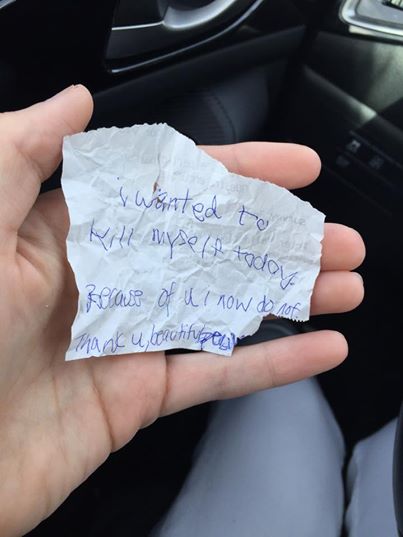 i wanted to
kill myself today.
Because of u i now do not.
Thank u, beautiful